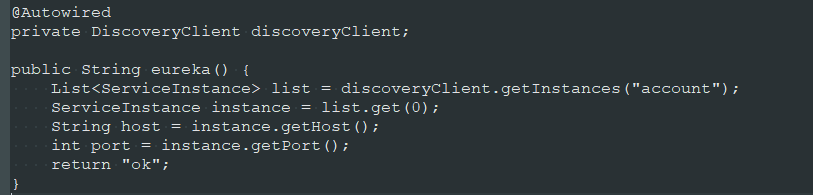 @Autowired
private DiscoveryClient discoveryClient;
public String eureka() {
    List<ServiceInstance> list = discoveryClient.getInstances("account");
    ServiceInstance instance = list.get(0);
    String host = instance.getHost();
    int port = instance.getPort();
    return "ok";
}